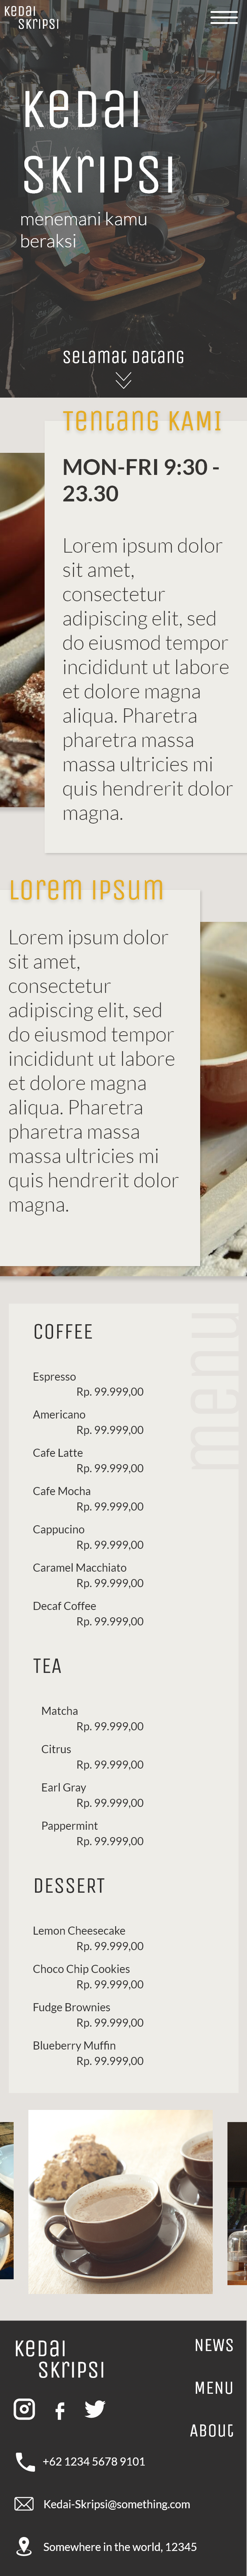 Kedai
Skripsi
Kedai
Skripsi
menemani kamu
beraksi
selamat datang
Tentang KAMI
MON-FRI 9:30 -
23.30
Lorem ipsum dolor
sit amet,
consectetur
adipiscing elit, sed
do eiusmod tempor
incididunt ut labore
et dolore magna
aliqua. Pharetra
pharetra massa
massa ultricies mi
quis hendrerit dolor
magna.
Lorem Ipsum
Lorem ipsum dolor
sit amet,
consectetur
adipiscing elit, sed
do eiusmod tempor
incididunt ut labore
et dolore magna
aliqua. Pharetra
pharetra massa
massa ultricies mi
quis hendrerit dolor
magna.
menu
COFFEE
Espresso
Rp. 99.999,00
Americano
Rp. 99.999,00
Cafe Latte
Rp. 99.999,00
Cafe Mocha
Rp. 99.999,00
Cappucino
Rp. 99.999,00
Caramel Macchiato
Rp. 99.999,00
Decaf Coffee
Rp. 99.999,00
TEA
Matcha
Rp. 99.999,00
Citrus
Rp. 99.999,00
Earl Gray
Rp. 99.999,00
Pappermint
Rp. 99.999,00
DESSERT
Lemon Cheesecake
Rp. 99.999,00
Choco Chip Cookies
Rp. 99.999,00
Fudge Brownies
Rp. 99.999,00
Blueberry Muffin
Rp. 99.999,00
Kedai
Skripsi
NEWS
MENU
ABOUT
+62 1234 5678 9101
Kedai-Skripsi@something.com
Somewhere in the world, 12345